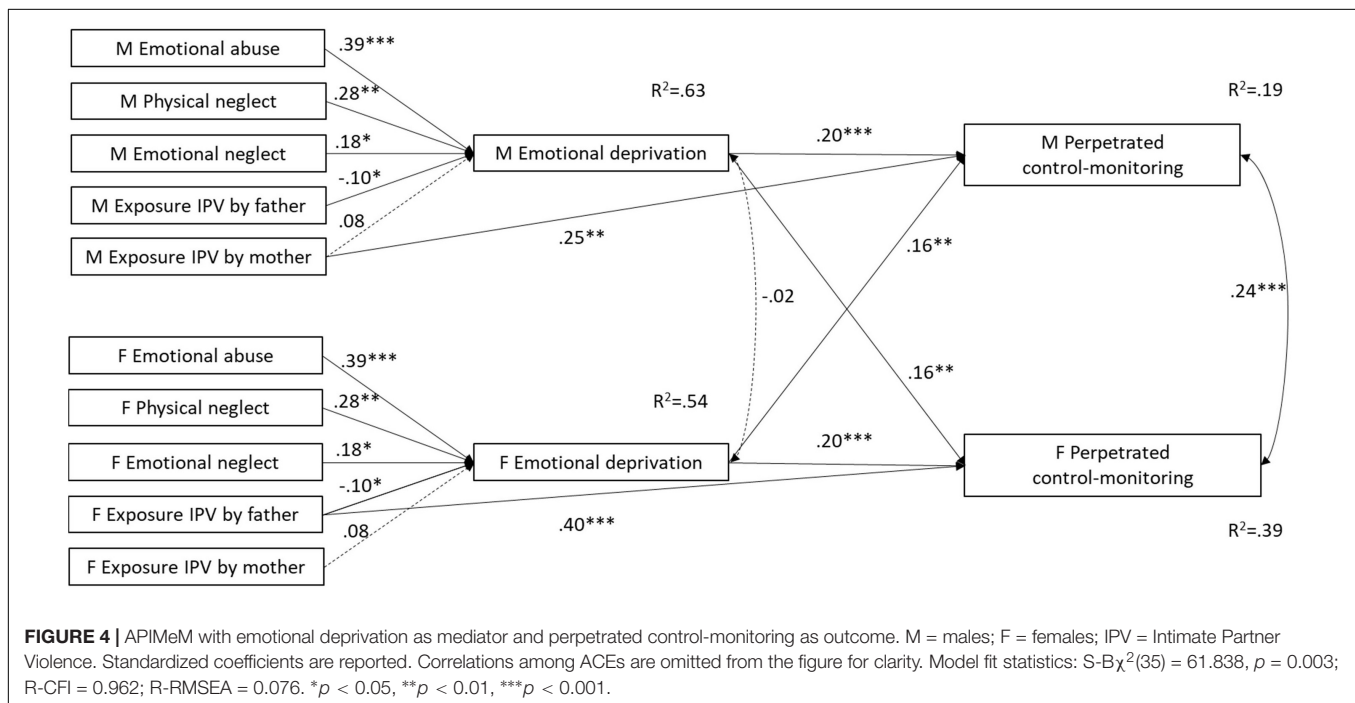 M Emotional abuse
.39***
M Physical neglect
.28**
R²=.63
R²=.19
M Emotional neglect
.18*
M Emotional deprivation
.20***
M Perpetrated
control-monitoring
M Exposure IPV by father
-.10*
M Exposure IPV by mother
.08
.25**
.16**
-.02
.24***
F Emotional abuse
.39***
.16**
F Physical neglect
.28**
R²=.54
F Emotional neglect
.18*
F Emotional deprivation
.20***
F Perpetrated
control-monitoring
F Exposure IPV by father
-.10*
.40***
F Exposure IPV by mother
.08
R²=.39
FIGURE 4 | APIMeM with emotional deprivation as mediator and perpetrated control-monitoring as outcome. M = males; F = females; IPV = Intimate Partner
Violence. Standardized coefficients are reported. Correlations among ACEs are omitted from the figure for clarity. Model fit statistics: S-Bχ²(35) = 61.838, p = 0.003;
R-CFI = 0.962; R-RMSEA = 0.076. *p < 0.05, **p < 0.01, ***p < 0.001.